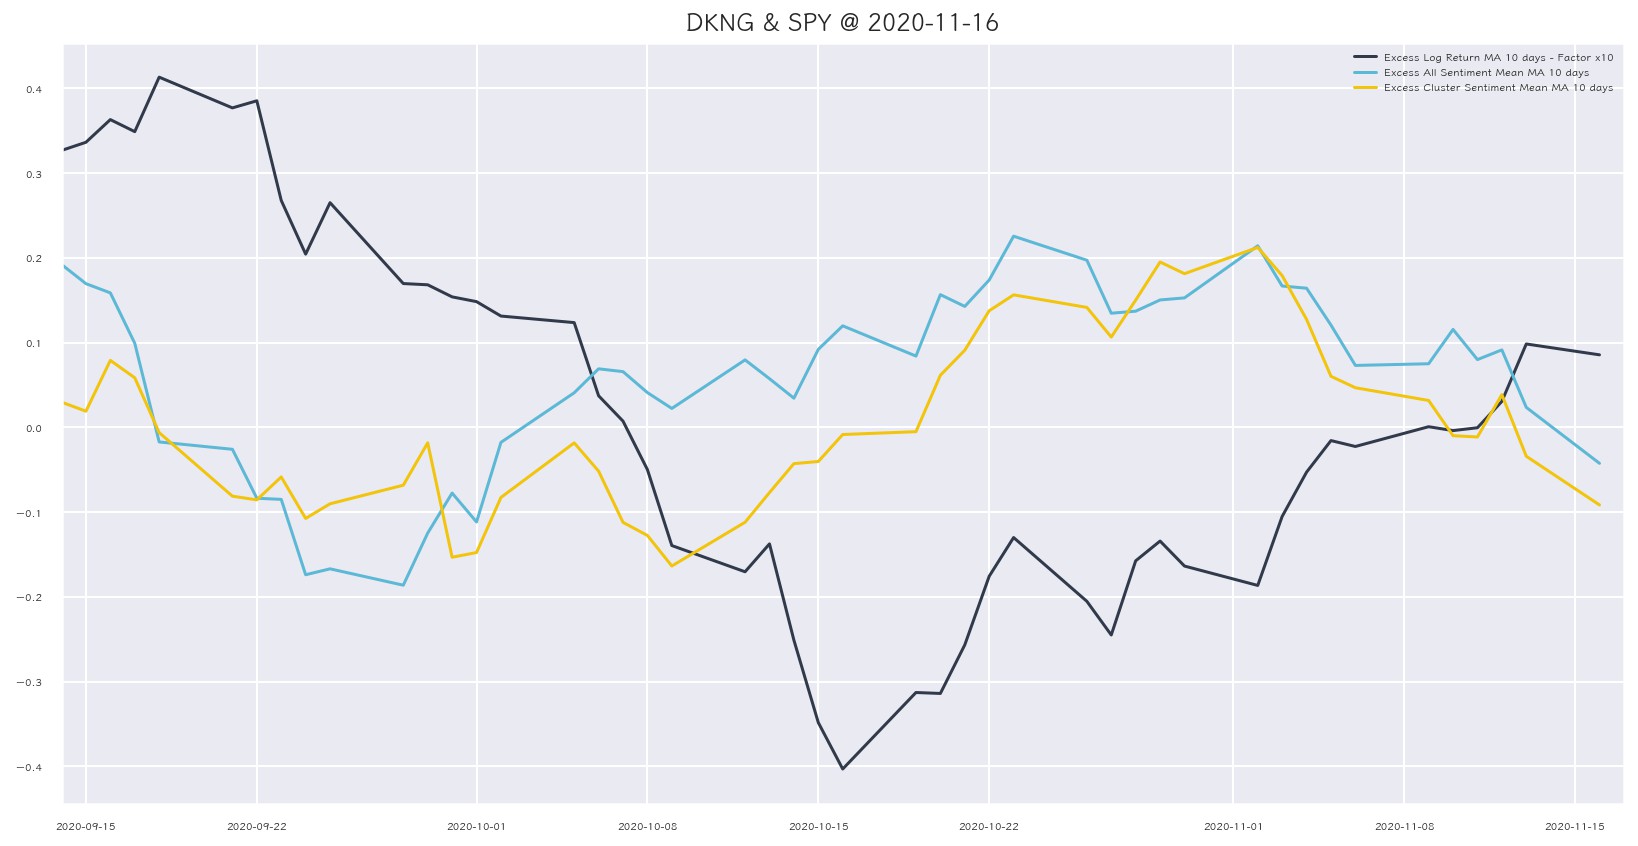 DKNG & SPY @ 2020-11-16
Excess Log Return MA 10 days - Factor x10
Excess All Sentiment Mean MA 10 days
Excess Cluster Sentiment Mean MA 10 days
0.4
0.3
0.2
0.1
0.0
−0.1
−0.2
−0.3
−0.4
2020-09-15 2020-09-22 2020-10-01 2020-10-08 2020-10-15 2020-10-22 2020-11-01 2020-11-08 2020-11-15